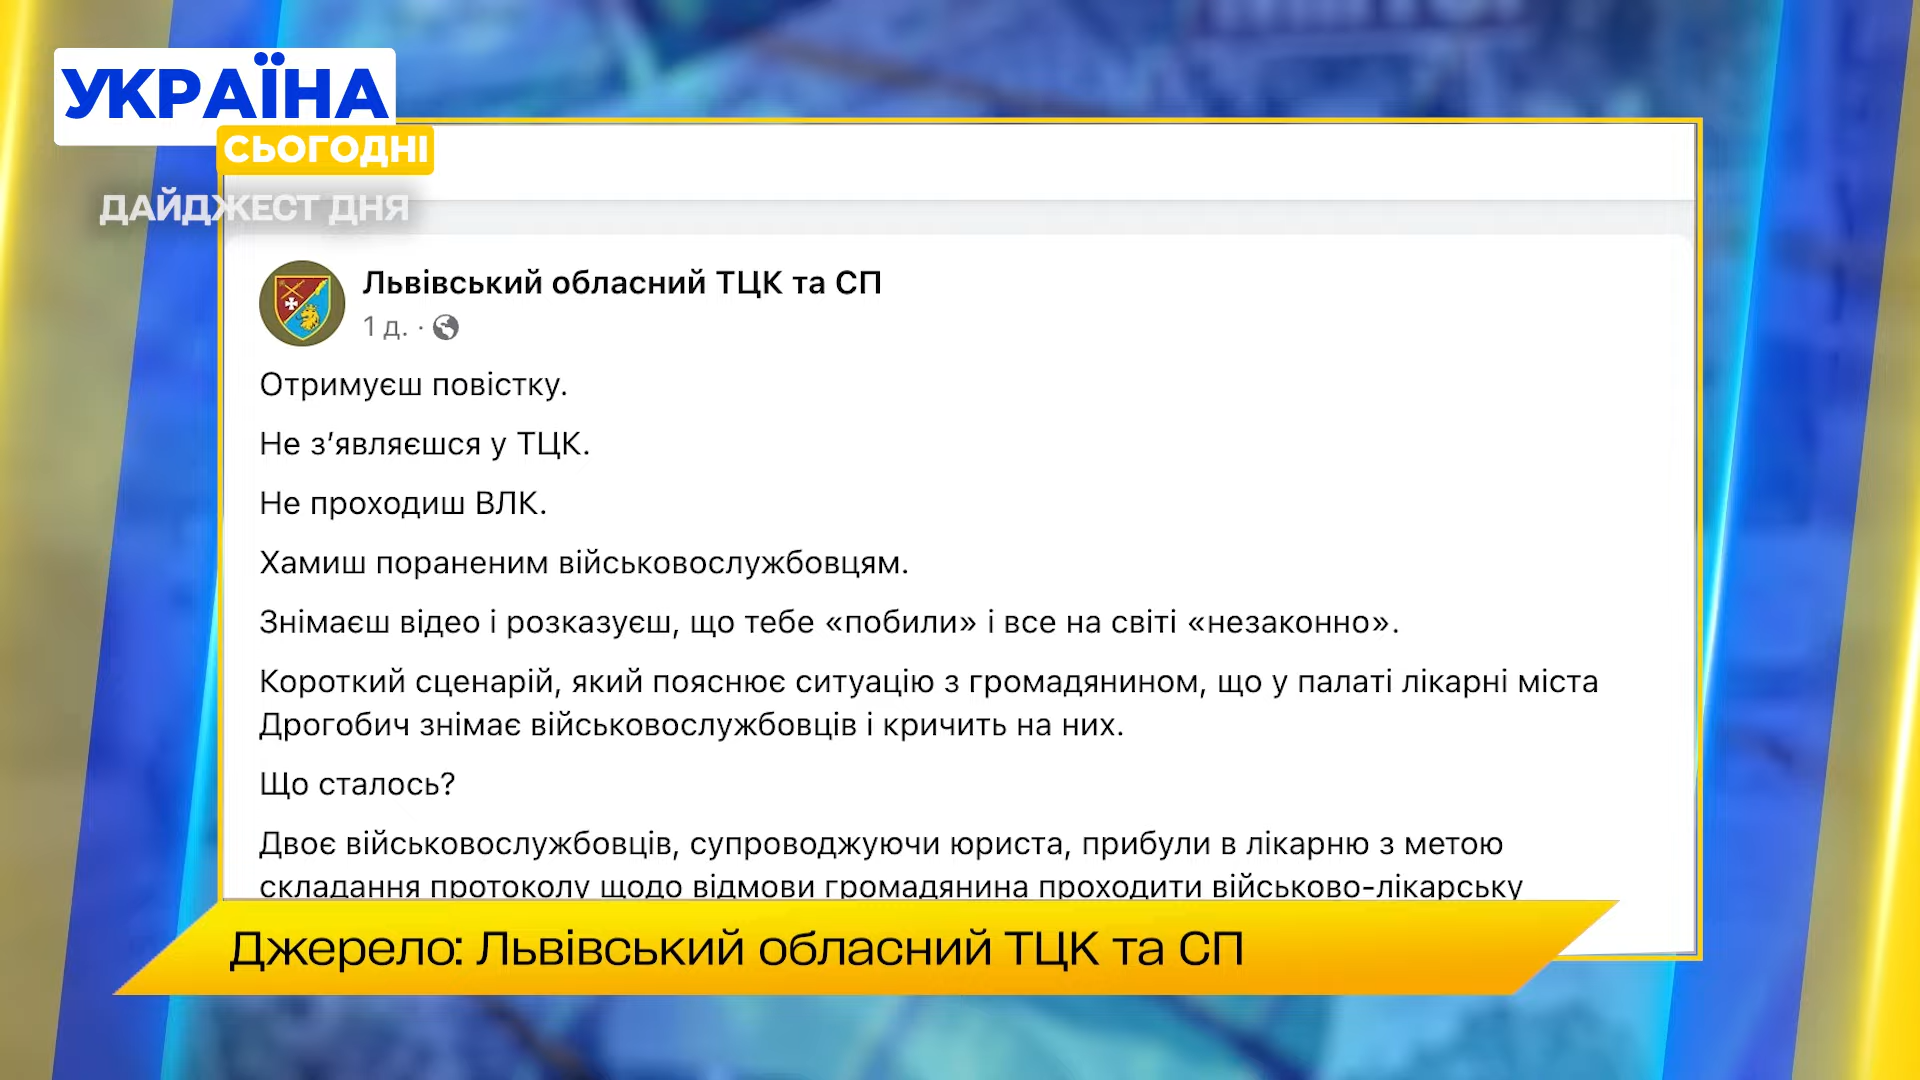 УКРАЇНА
СЬОГОДНІ
ДАЙДЖЕСТ ДНЯ
Львівський обласний ТЦК та СП
1 д. ·
Отримуєш повістку.
Не з’являєшся у ТЦК.
Не проходиш ВЛК.
Хамиш пораненим військовослужбовцям.
Знімаєш відео і розказуєш, що тебе «побили» і все на світі «незаконно».
Короткий сценарій, який пояснює ситуацію з громадянином, що у палаті лікарні міста
Дрогобич знімає військовослужбовців і кричить на них.
Що сталось?
Двоє військовослужбовців, супроводжуючи юриста, прибули в лікарню з метою
складання протоколу щодо відмови громадянина проходити військово-лікарську
Джерело: Львівський обласний ТЦК та СП